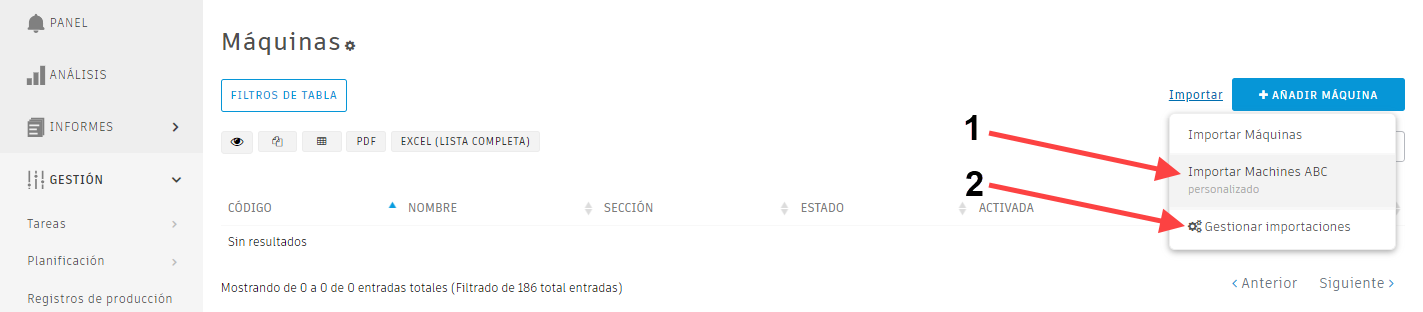 PANEL
ANÁLISIS
INFORMES
GESTIÓN
Tareas
Planificación
Registros de producción
Máquinas
FILTROS DE TABLA
Importar
AÑADIR MÁQUINA
PDF
EXCEL (LISTA COMPLETA)
1
2
Importar Máquinas
Importar Machines ABC
personalizado
Gestionar importaciones
CÓDIGO NOMBRE SECCIÓN ESTADO ACTIVADA
Sin resultados
Mostrando de 0 a 0 de 0 entradas totales (Filtrado de 186 total entradas)
Anterior Siguiente